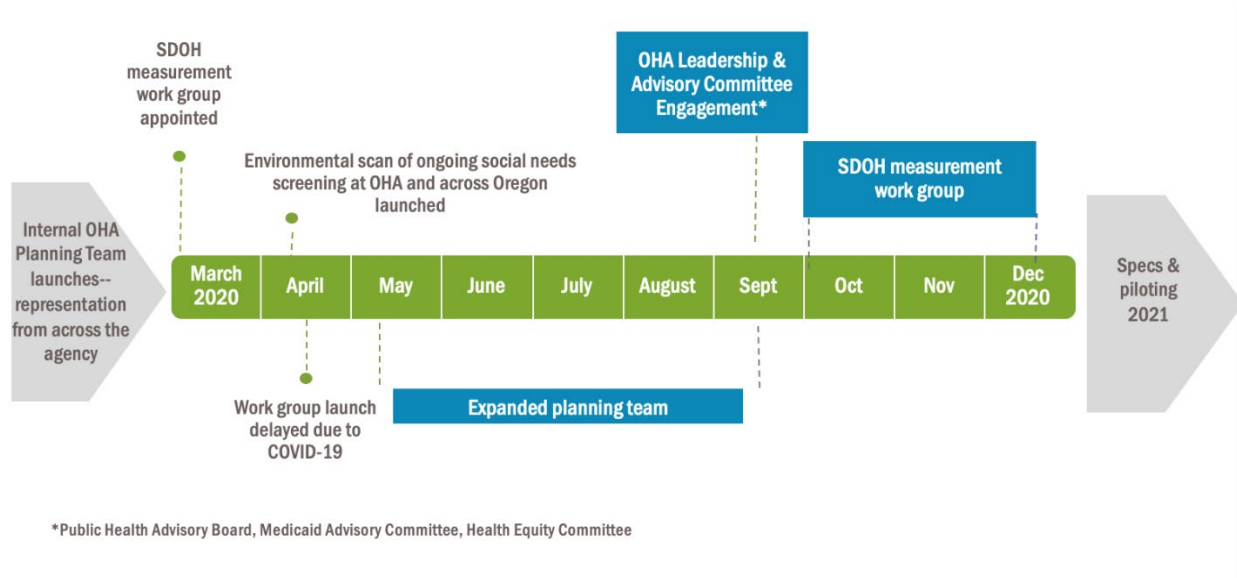 SDOH
measurement
work group
appointed
OHA Leadership &
Advisory Committee
Engagement*
Environmental scan of ongoing social needs
screening at OHA and across Oregon
launched
SDOH measurement
work group
Internal OHA
Planning Team
launches--
representation
from across the
agency
March
2020
April
May
June
July
August
Sept
Oct
Nov
Dec
2020
Specs &
piloting
2021
Work group launch
delayed due to
COVID-19
Expanded planning team
*Public Health Advisory Board, Medicaid Advisory Committee, Health Equity Committee